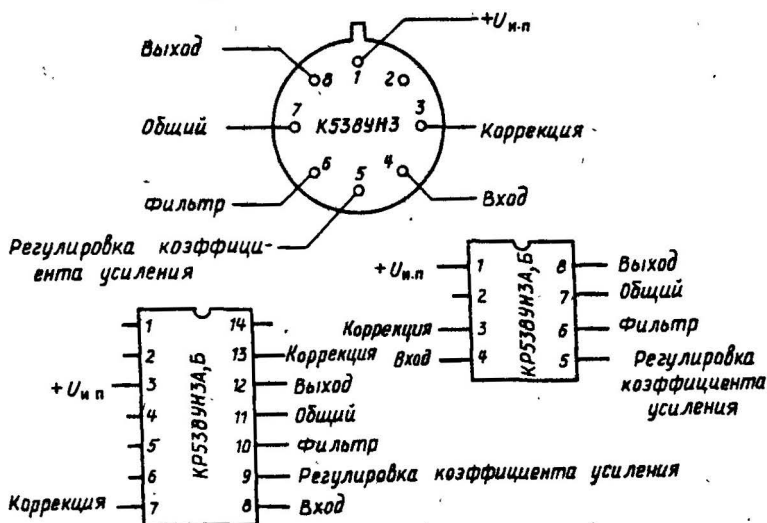 +Uи.п
Выход
8 1 2
7 3
Общий К538УН3 Коррекция
6 5 4
Фильтр Вход
Регулировка коэффици-
ента усиления
+Uи.п 1 8 Выход
2 7 Общий
КР538УН3А,Б
Коррекция 3 6 Фильтр
Вход 4 5 Регулировка
коэффициента
усиления
1 14
2 13 Коррекция
+Uи п 3 12 Выход
4 11 Общий
КР538УН3А,Б
5 10 Фильтр
6 9 Регулировка коэффициента усиления
Коррекция 7 8 Вход